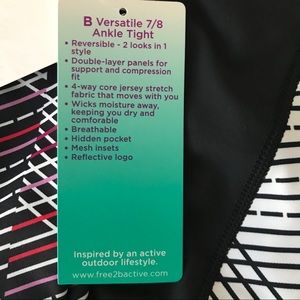 B Versatile 7/8
Ankle Tight
• Reversible - 2 looks in 1
style
• Double-layer panels for
support and compression
fit
• 4-way core jersey stretch
fabric that moves with you
• Wicks moisture away,
keeping you dry and
comforable
• Breathable
• Hidden pocket
• Mesh insets
• Reflective logo
Inspired by an active
outdoor lifestyle.
www.free2bactive.com